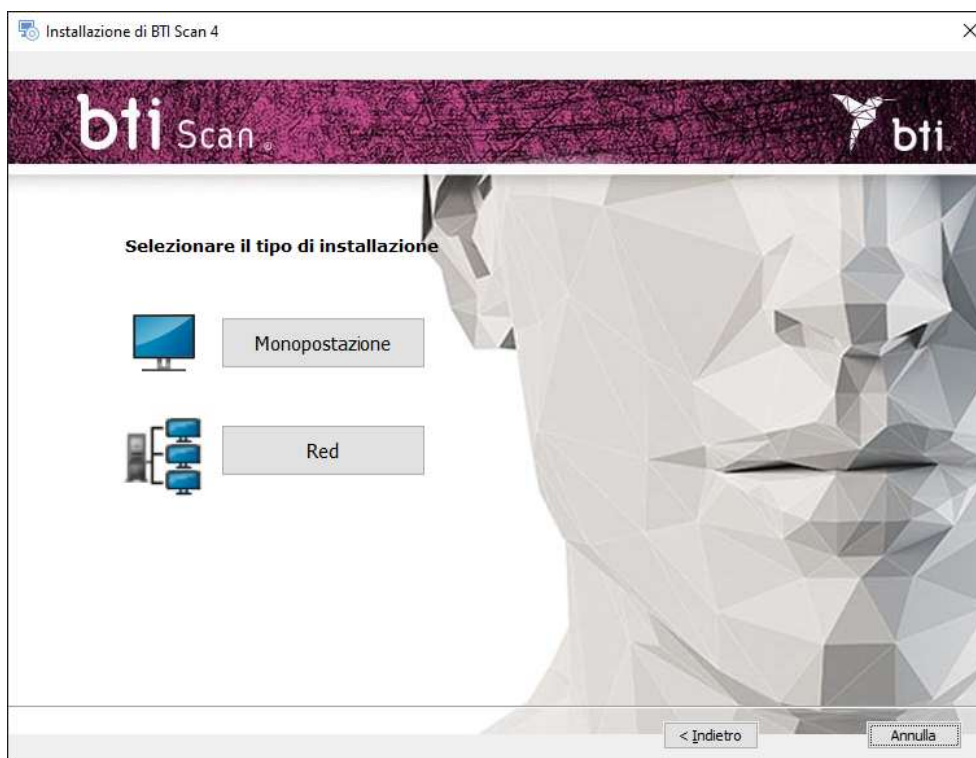 Installazione di BTI Scan 4
bti Scan®
bti
Selezionare il tipo di installazione
Monopostazione
Red
< Indietro
Annulla